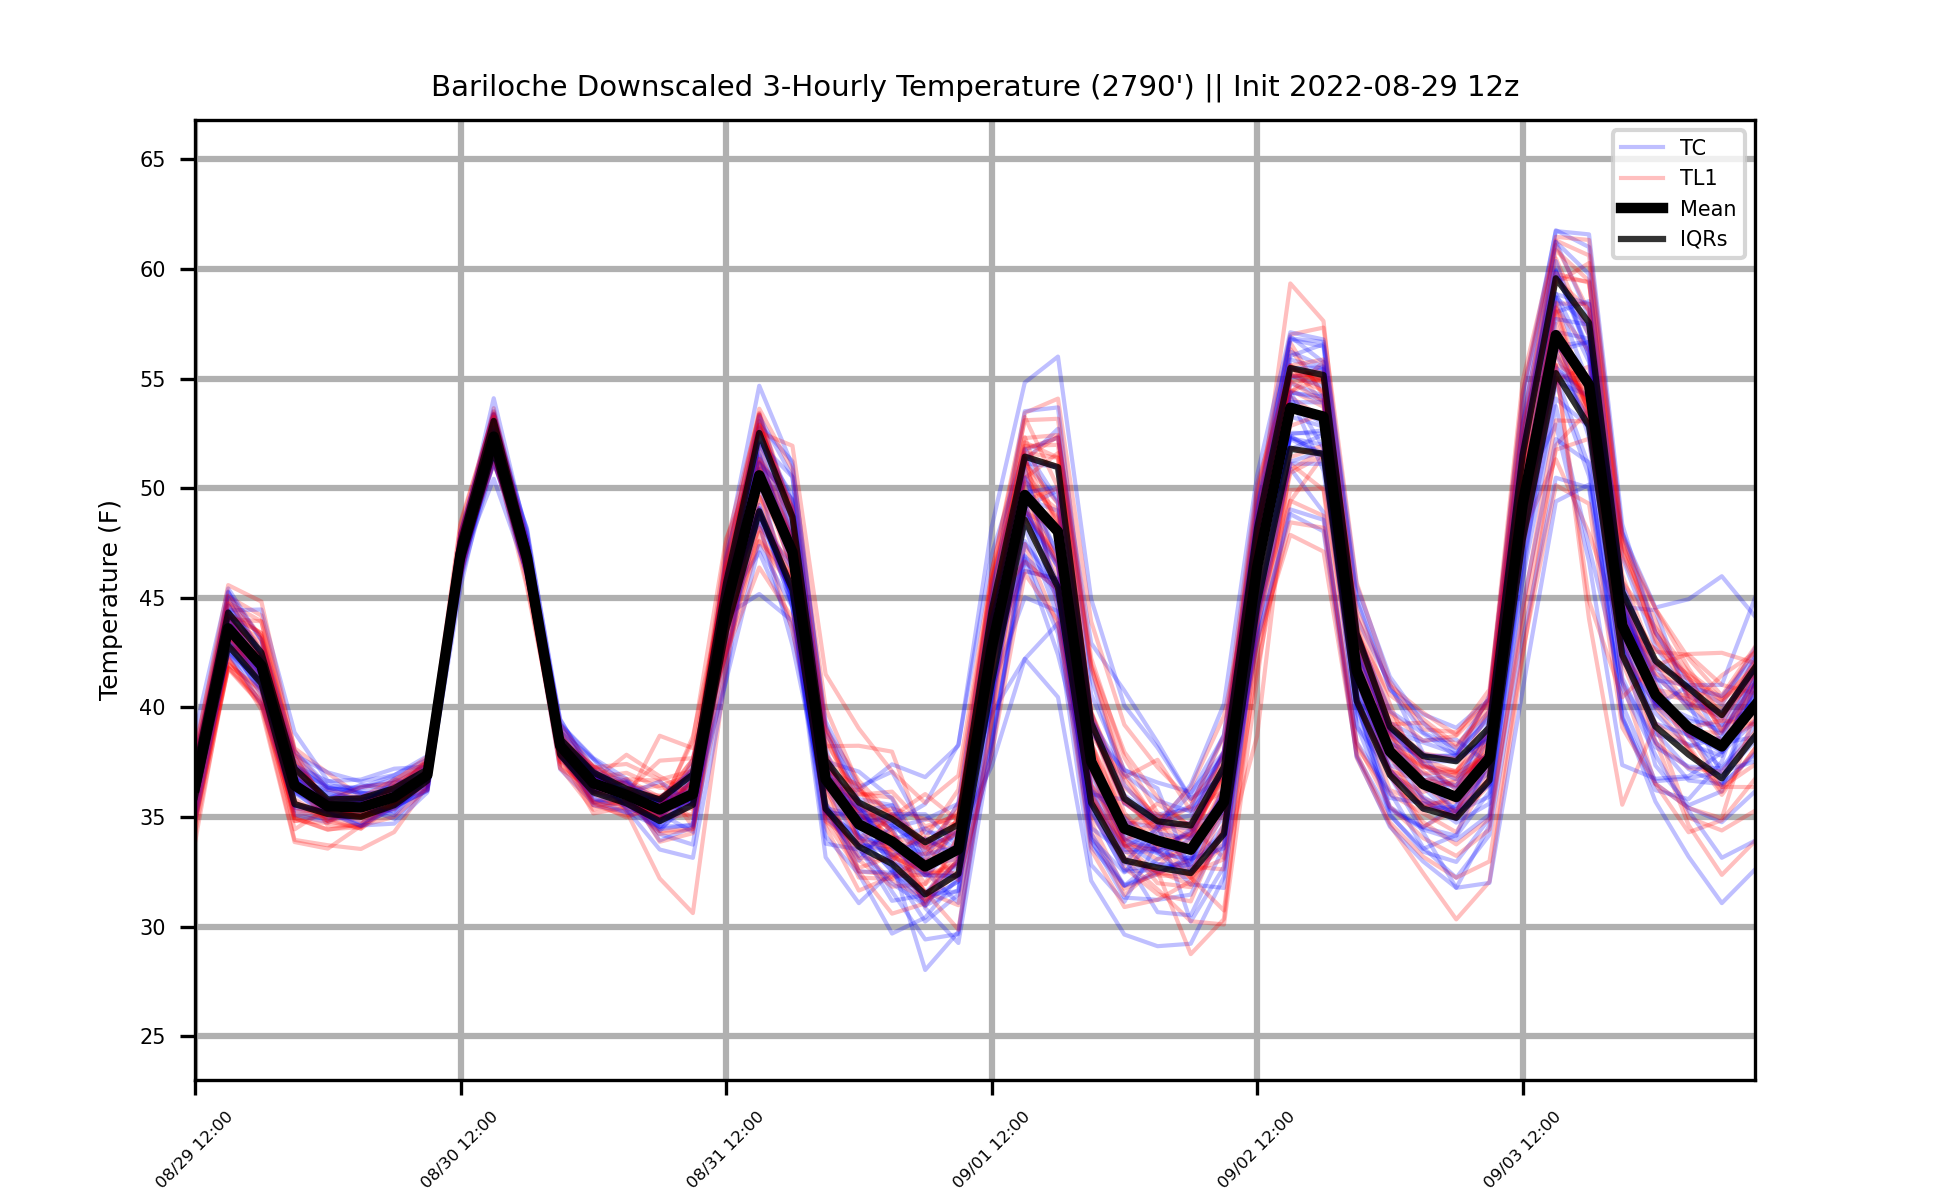 Bariloche Downscaled 3-Hourly Temperature (2790') || Init 2022-08-29 12z
TC
TL1
Mean
IQRs
Temperature (F)
65
60
55
50
45
40
35
30
25
08/29 12:00
08/30 12:00
08/31 12:00
09/01 12:00
09/02 12:00
09/03 12:00